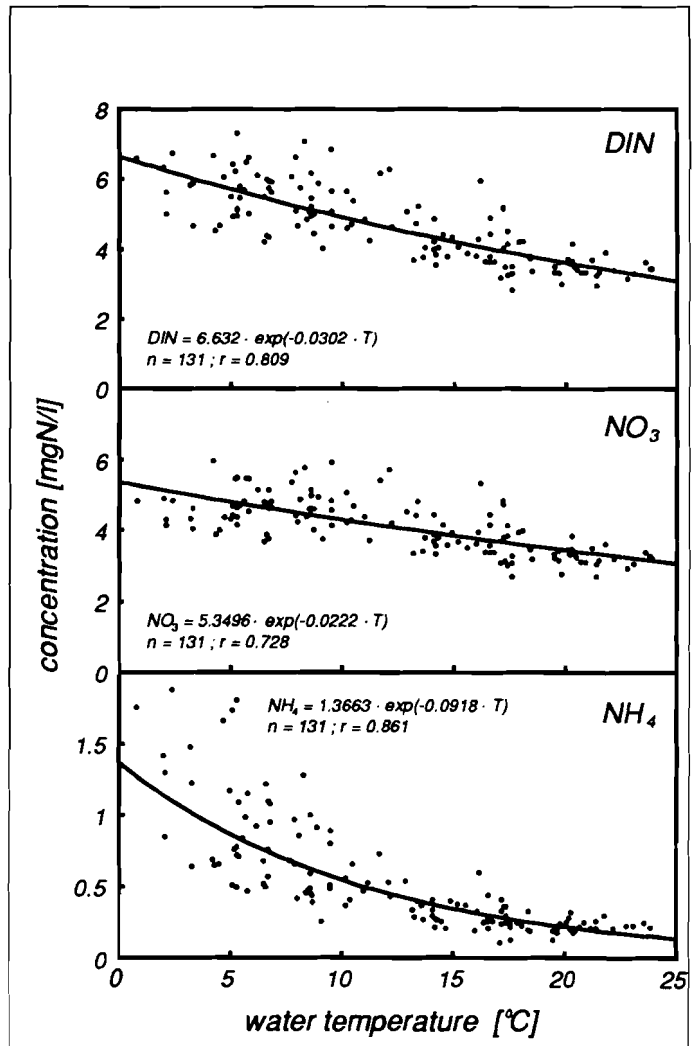 8
6
4
2
0
DIN
DIN = 6.632 · exp(-0.0302 · T)
n = 131 ; r = 0.809
6
4
2
0
NO₃
NO₃ = 5.3496 · exp(-0.0222 · T)
n = 131 ; r = 0.728
1.5
1
0.5
0
NH₄ = 1.3663 · exp(-0.0918 · T)
n = 131 ; r = 0.861
NH₄
concentration [mgN/l]
0 5 10 15 20 25
water temperature [°C]